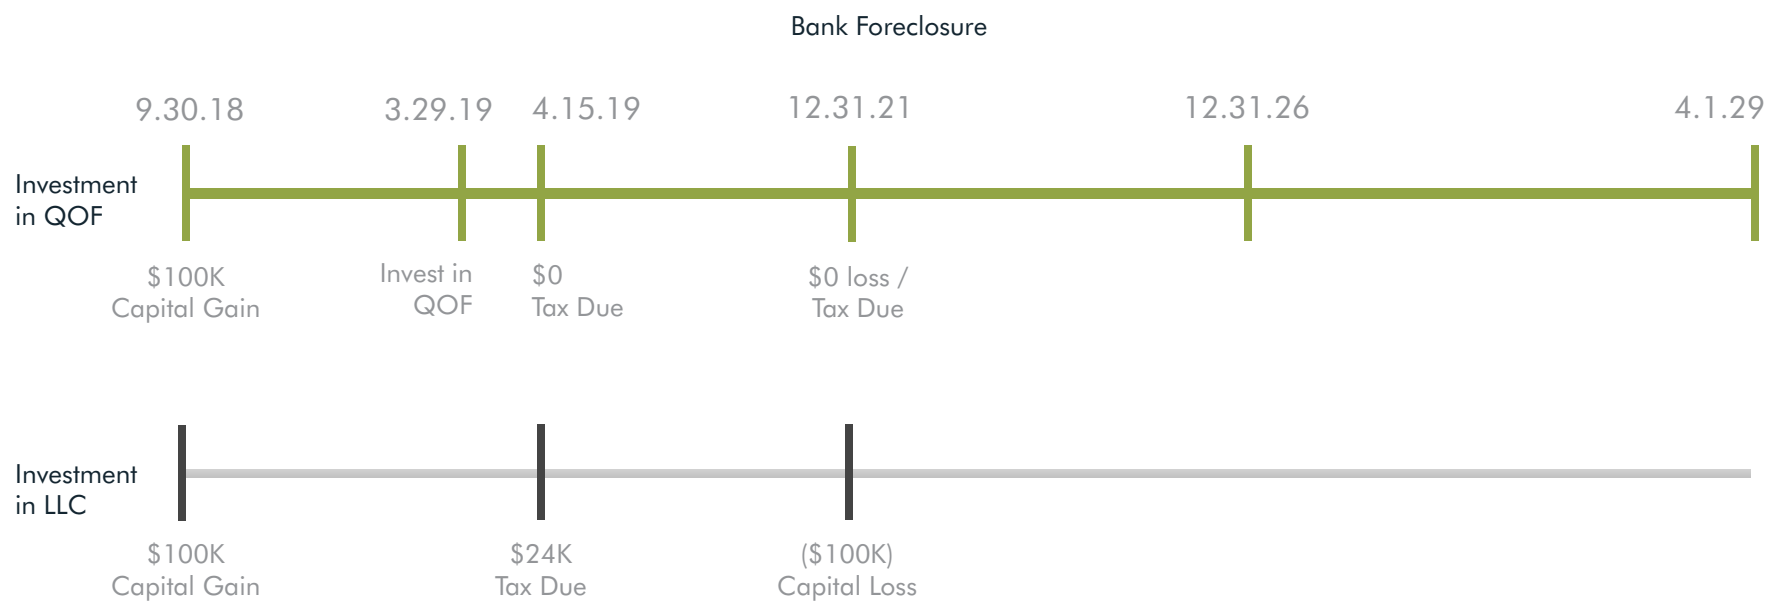 Bank Foreclosure
9.30.18
3.29.19
4.15.19
12.31.21
12.31.26
4.1.29
Investment
in QOF
$100K
Capital Gain
Invest in
QOF
$0
Tax Due
$0 loss /
Tax Due
Investment
in LLC
$100K
Capital Gain
$24K
Tax Due
($100K)
Capital Loss